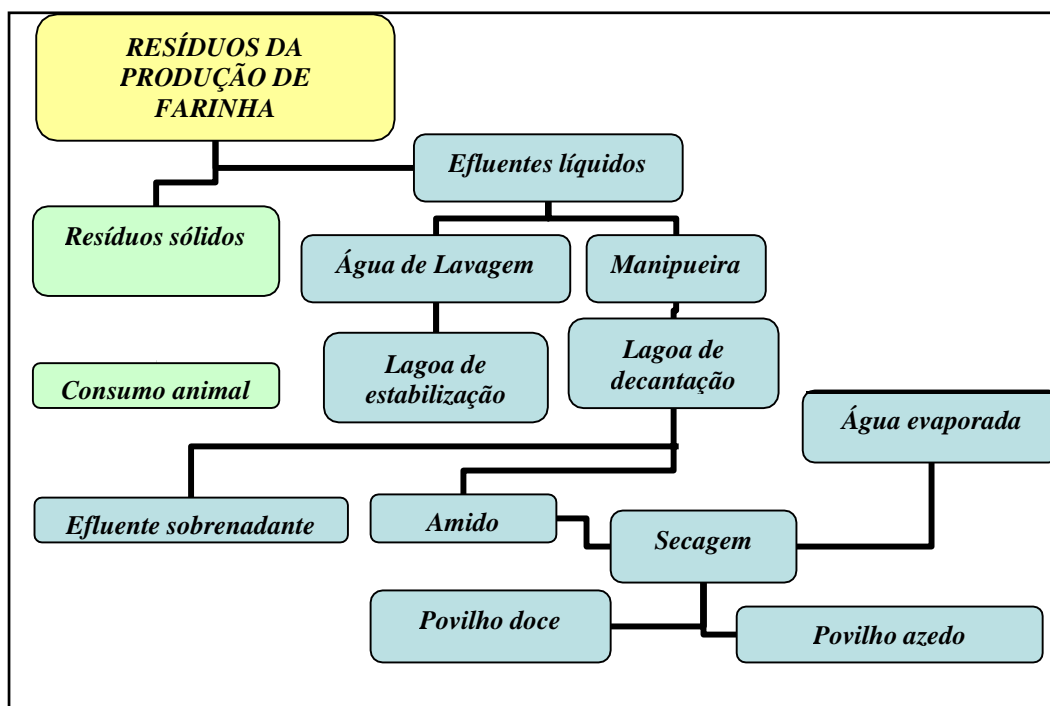 RESÍDUOS DA
PRODUÇÃO DE
FARINHA
Efluentes líquidos
Resíduos sólidos
Água de Lavagem
Manipueira
Lagoa de
estabilização
Lagoa de
decantação
Consumo animal
Água evaporada
Efluente sobrenadante
Amido
Secagem
Povilho doce
Povilho azedo